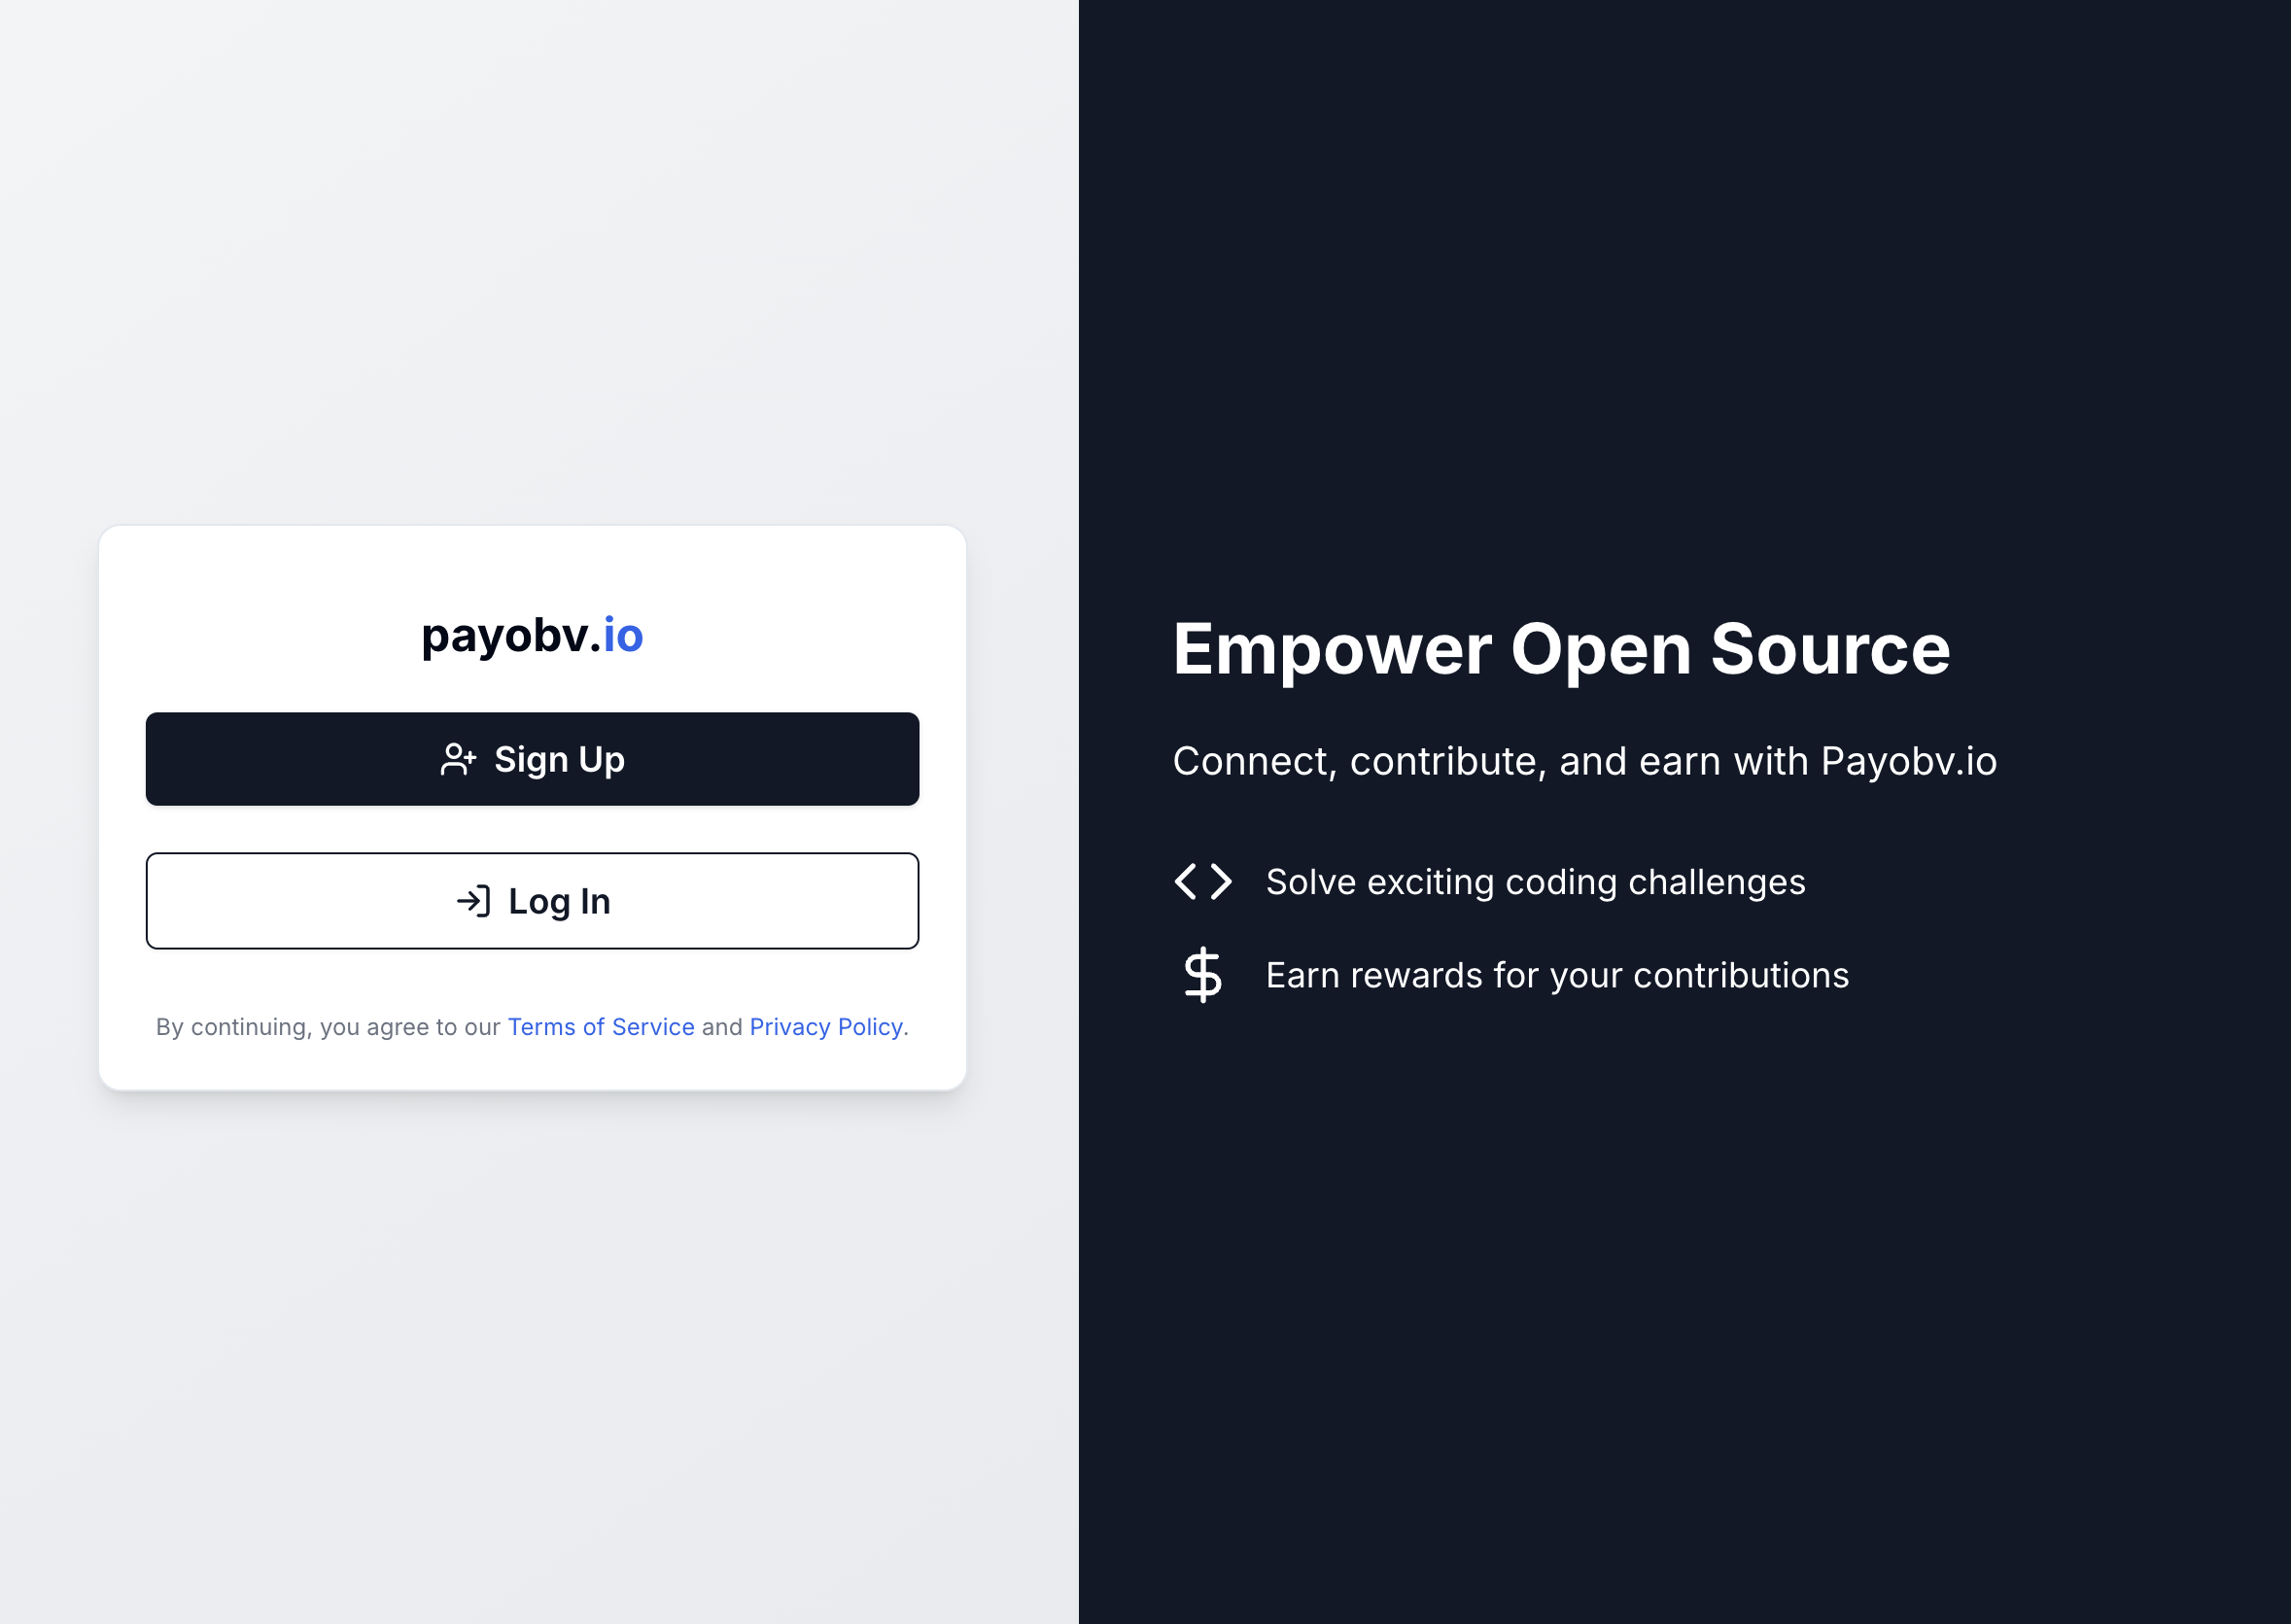 payobv.io
Sign Up
Log In
By continuing, you agree to our Terms of Service and Privacy Policy.
Empower Open Source
Connect, contribute, and earn with Payobv.io
Solve exciting coding challenges
Earn rewards for your contributions